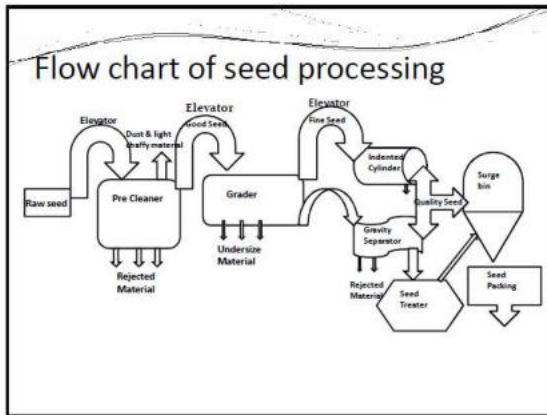 Flow chart of seed processing
Elevator
Elevator
Elevator
Good Seed
Fine Seed
Dust & light
chaffy material
Indented
Cylinder
Surge
bin
Raw seed
Pre Cleaner
Grader
Quality Seed
Gravity
Separator
Undersize
Material
Rejected
Material
Rejected
Material
Seed
Treater
Seed
Packing